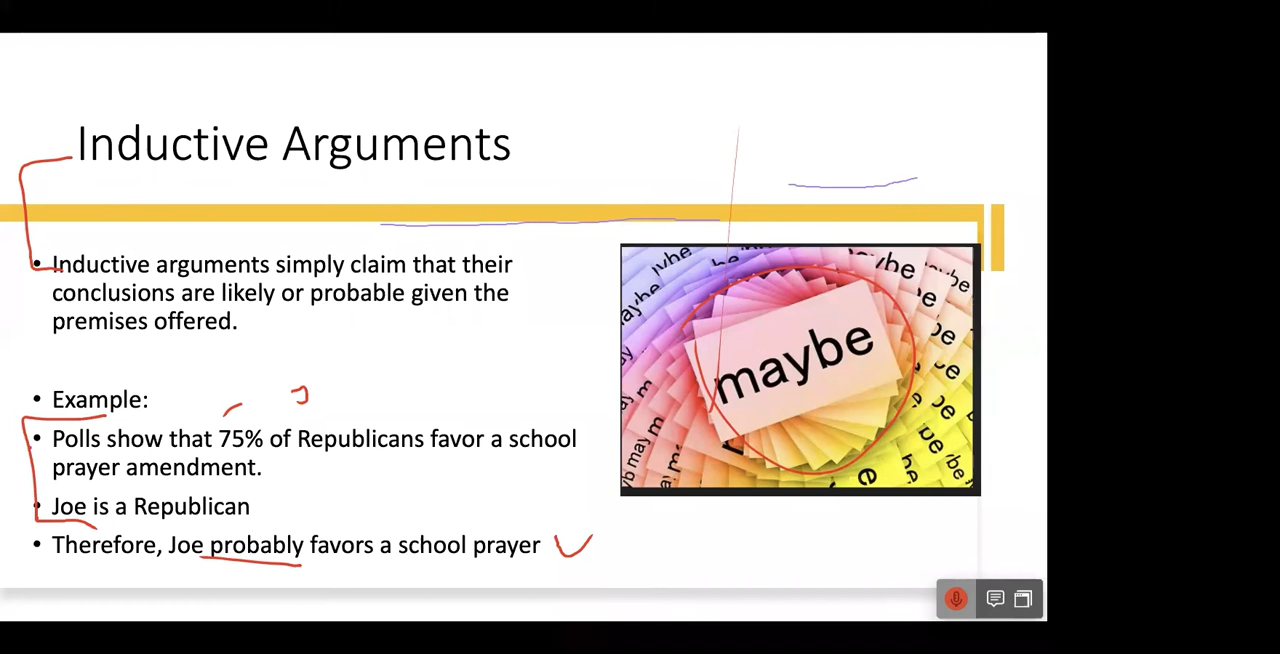 Inductive Arguments
• Inductive arguments simply claim that their
conclusions are likely or probable given the
premises offered.
• Example:
• Polls show that 75% of Republicans favor a school
prayer amendment.
• Joe is a Republican
• Therefore, Joe probably favors a school prayer
maybe